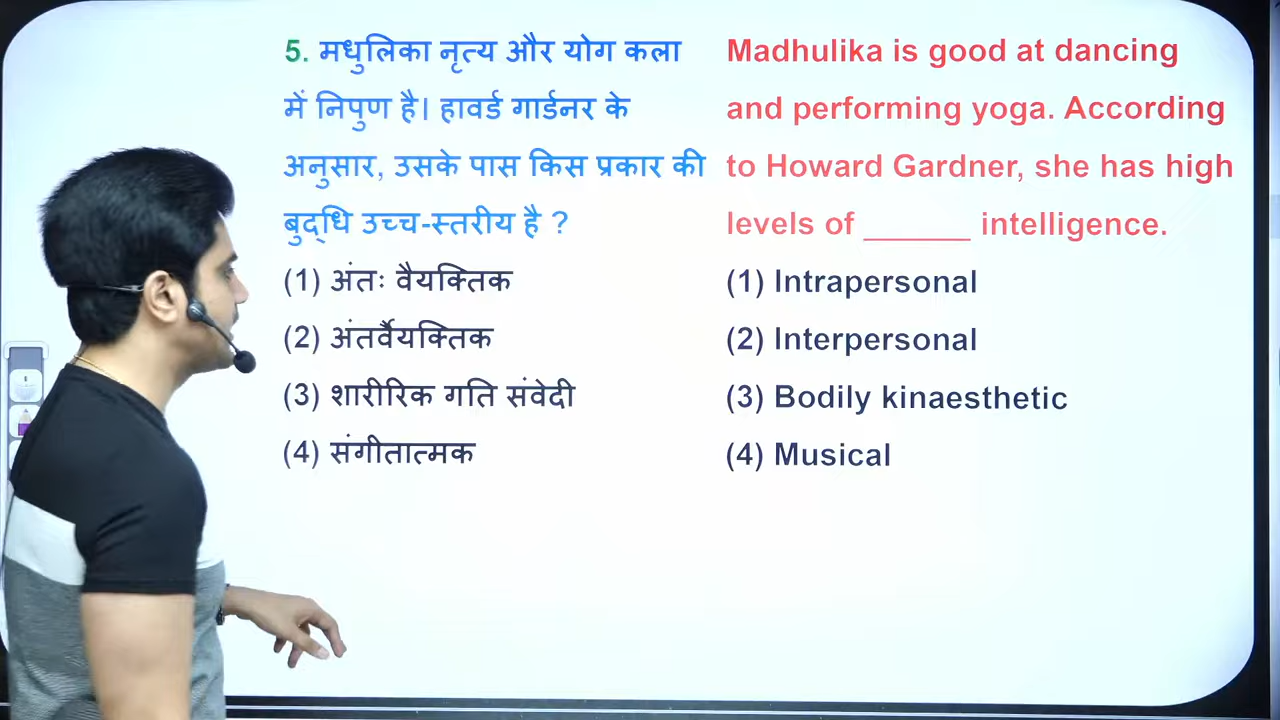 5. मधुलिका नृत्य और योग कला
में निपुण है। हावर्ड गार्डनर के
अनुसार, उसके पास किस प्रकार की
बुद्धि उच्च-स्तरीय है ?
(1) अंतः वैयक्तिक
(2) अंतर्वैयक्तिक
(3) शारीरिक गति संवेदी
(4) संगीतात्मक
Madhulika is good at dancing
and performing yoga. According
to Howard Gardner, she has high
levels of ______ intelligence.
(1) Intrapersonal
(2) Interpersonal
(3) Bodily kinaesthetic
(4) Musical